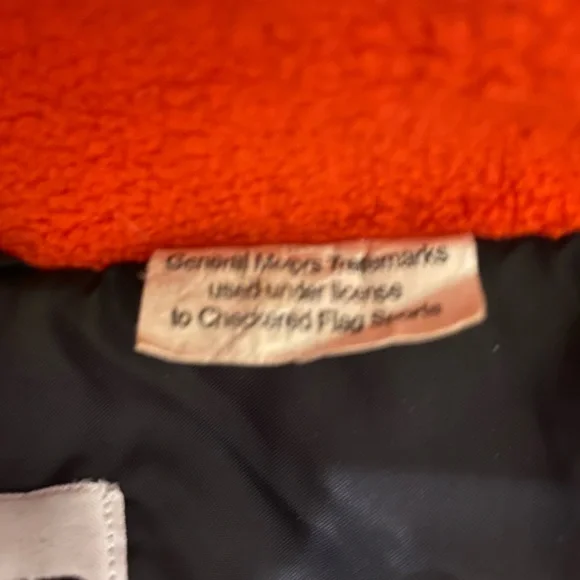 General Motors Trademarks
used under license
to Checkered Flag Sports